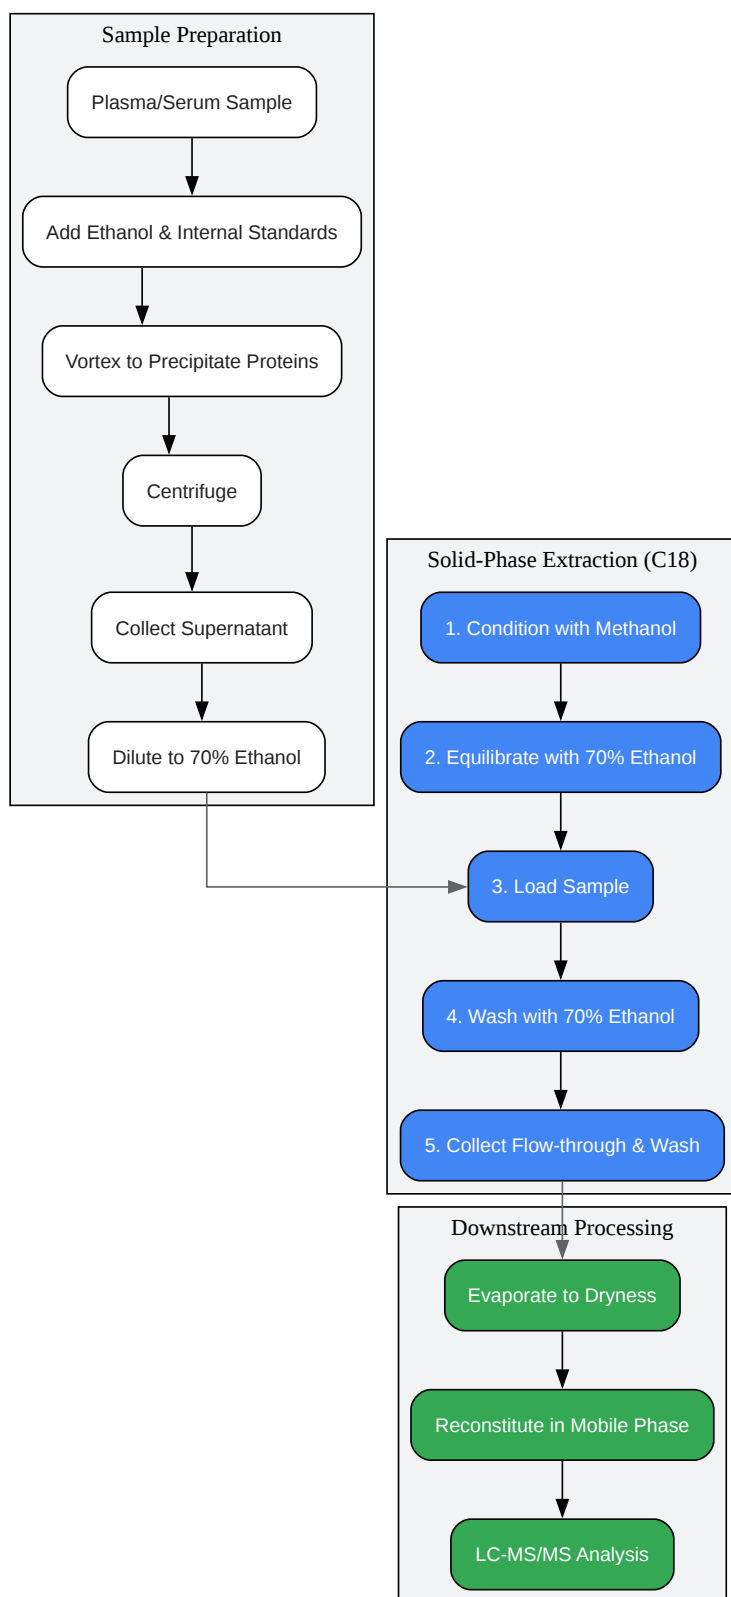 Sample Preparation
Plasma/Serum Sample
Add Ethanol & Internal Standards
Vortex to Precipitate Proteins
Centrifuge
Collect Supernatant
Dilute to 70% Ethanol
Solid-Phase Extraction (C18)
1. Condition with Methanol
2. Equilibrate with 70% Ethanol
3. Load Sample
4. Wash with 70% Ethanol
5. Collect Flow-through & Wash
Downstream Processing
Evaporate to Dryness
Reconstitute in Mobile Phase
LC-MS/MS Analysis